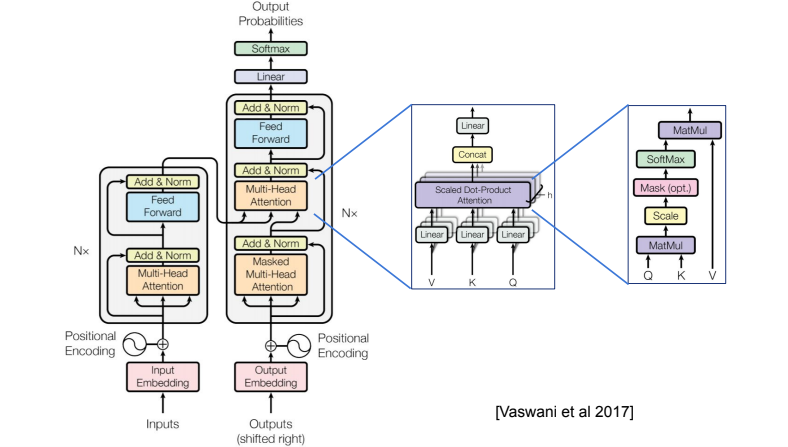 Output
Probabilities
Softmax
Linear
Add & Norm
Feed
Forward
Add & Norm
Multi-Head
Attention
Add & Norm
Masked
Multi-Head
Attention
N×
Add & Norm
Feed
Forward
Add & Norm
Multi-Head
Attention
N×
Positional
Encoding
Positional
Encoding
Input
Embedding
Output
Embedding
Inputs
Outputs
(shifted right)
Linear
Concat
Scaled Dot-Product
Attention
h
Linear
Linear
Linear
V
K
Q
MatMul
SoftMax
Mask (opt.)
Scale
MatMul
Q
K
V
[Vaswani et al 2017]